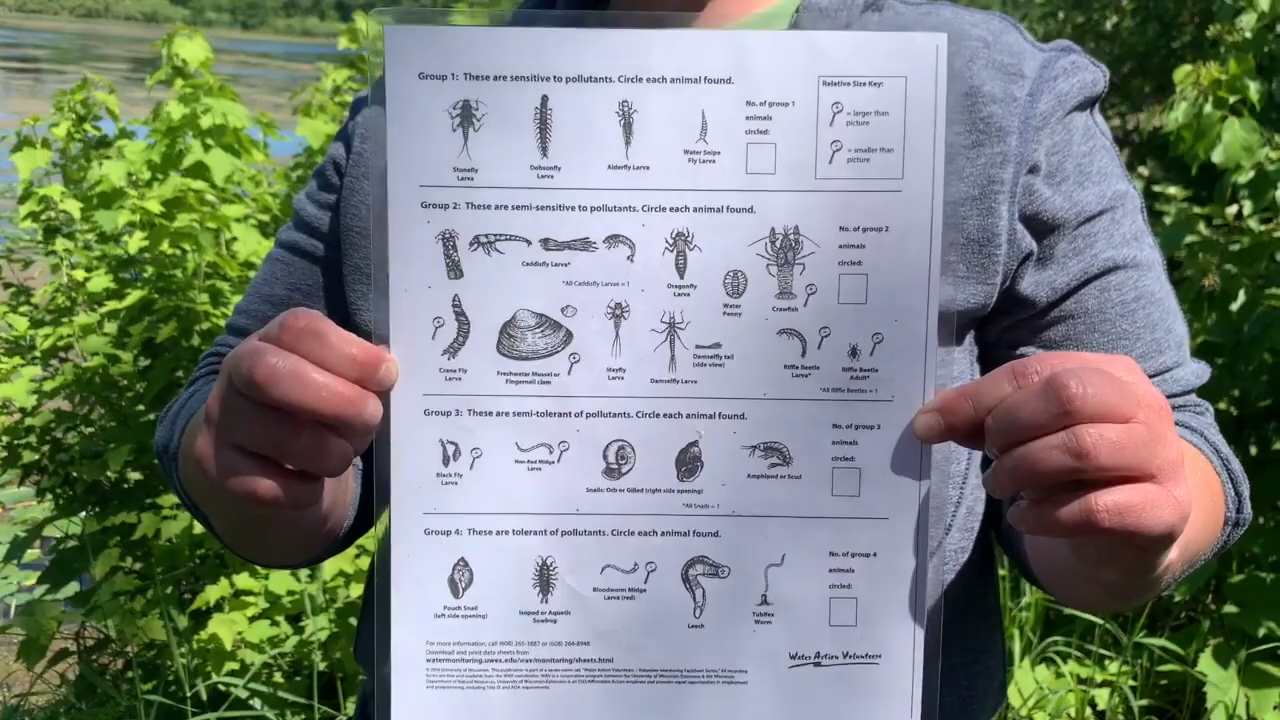 Group 1: These are sensitive to pollutants. Circle each animal found.
Relative Size Key:
= larger than
picture
= smaller than
picture
No. of group 1
animals
circled:
Stonefly
Larva
Dobsonfly
Larva
Alderfly Larva
Water Snipe
Fly Larva
Group 2: These are semi-sensitive to pollutants. Circle each animal found.
No. of group 2
animals
circled:
Caddisfly Larva*
*All Caddisfly Larvae = 1
Dragonfly
Larva
Water
Penny
Crawfish
Crane Fly
Larva
Freshwater Mussel or
Fingernail clam
Mayfly
Larva
Damselfly Larva
Damselfly tail
(side view)
Riffle Beetle
Larva*
Riffle Beetle
Adult*
*All Riffle Beetles = 1
Group 3: These are semi-tolerant of pollutants. Circle each animal found.
No. of group 3
animals
circled:
Black Fly
Larva
Non-Red Midge
Larva
Snails: Orb or Gilled (right side opening)
*All Snails = 1
Amphipod or Scud
Group 4: These are tolerant of pollutants. Circle each animal found.
No. of group 4
animals
circled:
Pouch Snail
(left side opening)
Isopod or Aquatic
Sowbug
Bloodworm Midge
Larva (red)
Leech
Tubifex
Worm
For more information, call (608) 265-3887 or (608) 264-8948
Download and print data sheets from
watermonitoring.uwex.edu/wav/monitoring/sheets.html
Water Action Volunteers